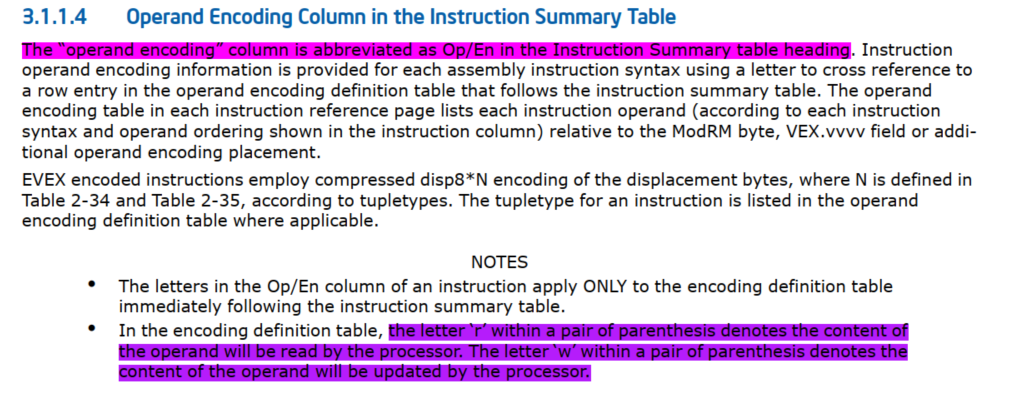 3.1.1.4 Operand Encoding Column in the Instruction Summary Table
The "operand encoding" column is abbreviated as Op/En in the Instruction Summary table heading. Instruction
operand encoding information is provided for each assembly instruction syntax using a letter to cross reference to
a row entry in the operand encoding definition table that follows the instruction summary table. The operand
encoding table in each instruction reference page lists each instruction operand (according to each instruction
syntax and operand ordering shown in the instruction column) relative to the ModRM byte, VEX.vvvv field or addi-
tional operand encoding placement.
EVEX encoded instructions employ compressed disp8*N encoding of the displacement bytes, where N is defined in
Table 2-34 and Table 2-35, according to tupletypes. The tupletype for an instruction is listed in the operand
encoding definition table where applicable.
NOTES
• The letters in the Op/En column of an instruction apply ONLY to the encoding definition table
immediately following the instruction summary table.
• In the encoding definition table, the letter ‘r’ within a pair of parenthesis denotes the content of
the operand will be read by the processor. The letter ‘w’ within a pair of parenthesis denotes the
content of the operand will be updated by the processor.